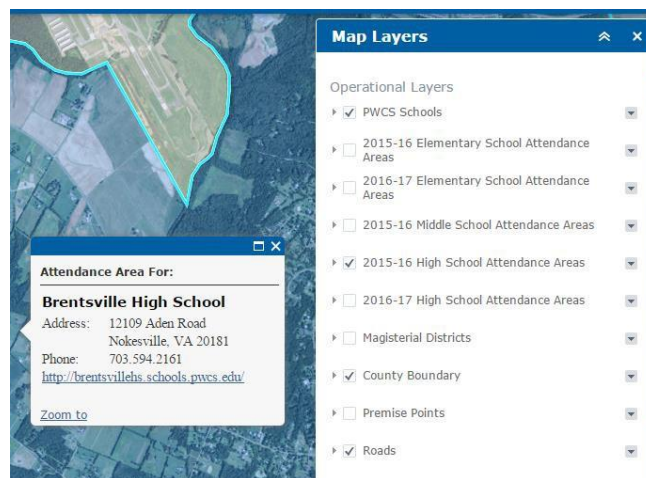 Map Layers
Operational Layers
PWCS Schools
2015-16 Elementary School Attendance
Areas
2016-17 Elementary School Attendance
Areas
2015-16 Middle School Attendance Areas
2015-16 High School Attendance Areas
2016-17 High School Attendance Areas
Magisterial Districts
County Boundary
Premise Points
Roads
Attendance Area For:
Brentsville High School
Address: 12109 Aden Road
Nokesville, VA 20181
Phone: 703.594.2161
http://brentsvillehs.schools.pwcs.edu/
Zoom to